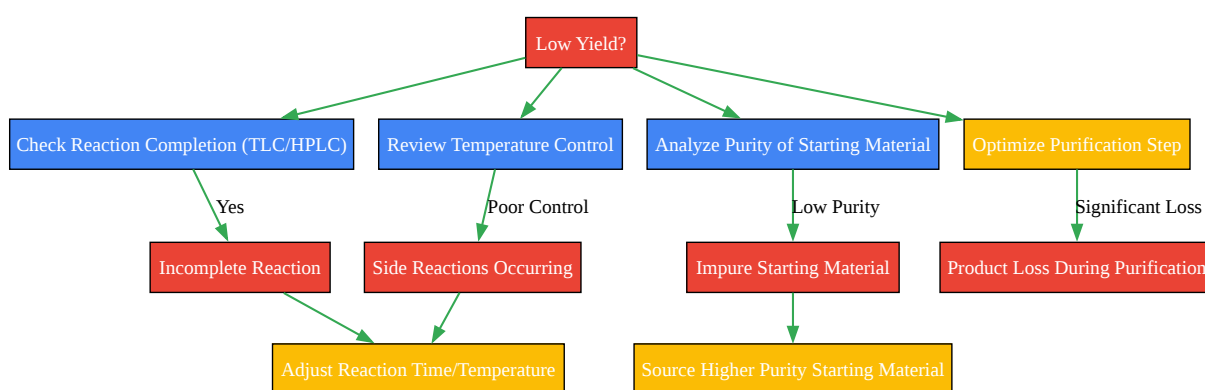 Low Yield?
Check Reaction Completion (TLC/HPLC)
Review Temperature Control
Analyze Purity of Starting Material
Optimize Purification Step
Yes
Poor Control
Low Purity
Significant Loss
Incomplete Reaction
Side Reactions Occurring
Impure Starting Material
Product Loss During Purification
Adjust Reaction Time/Temperature
Source Higher Purity Starting Material